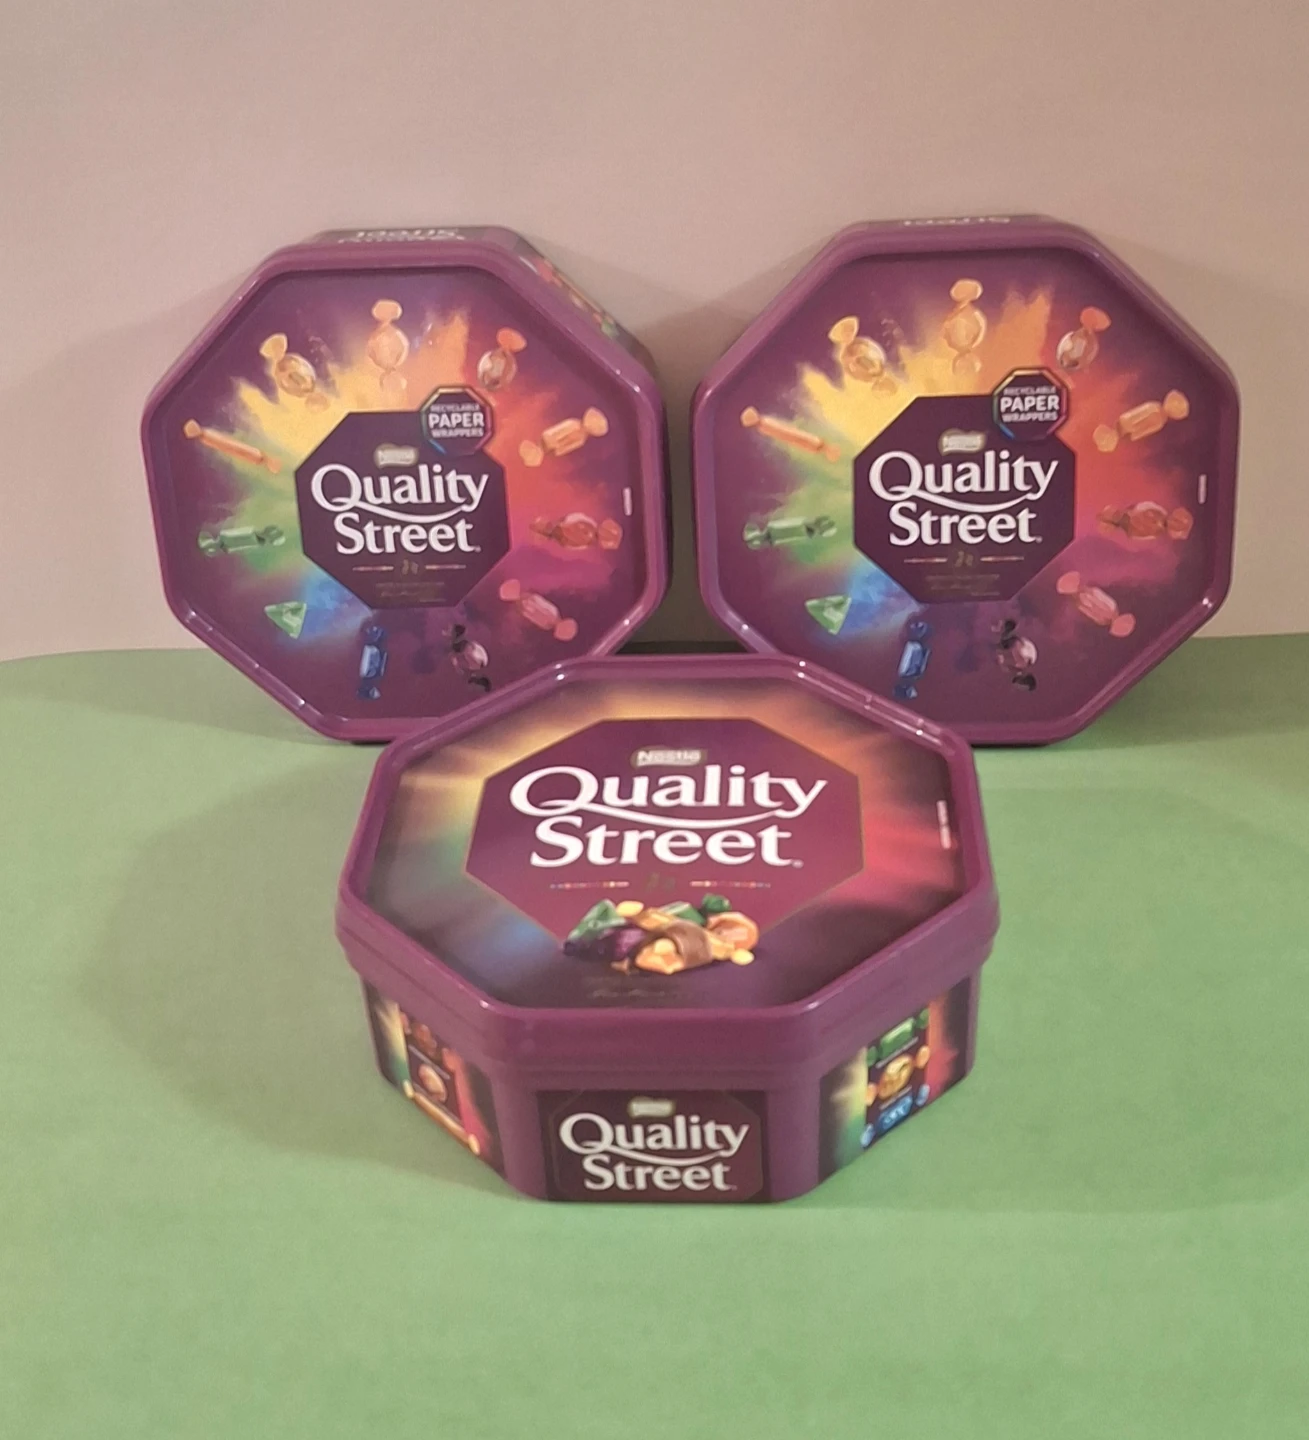 RECYCLABLE
PAPER
WRAPPERS
Nestlé
Quality
Street
RECYCLABLE
PAPER
WRAPPERS
Nestlé
Quality
Street
Nestlé
Quality
Street
Nestlé
Quality
Street